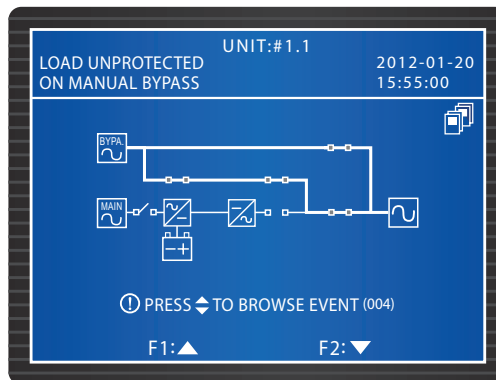 UNIT:#1.1
LOAD UNPROTECTED
ON MANUAL BYPASS
2012-01-20
15:55:00
BYPA.
MAIN
PRESS TO BROWSE EVENT (004)
F1: F2: